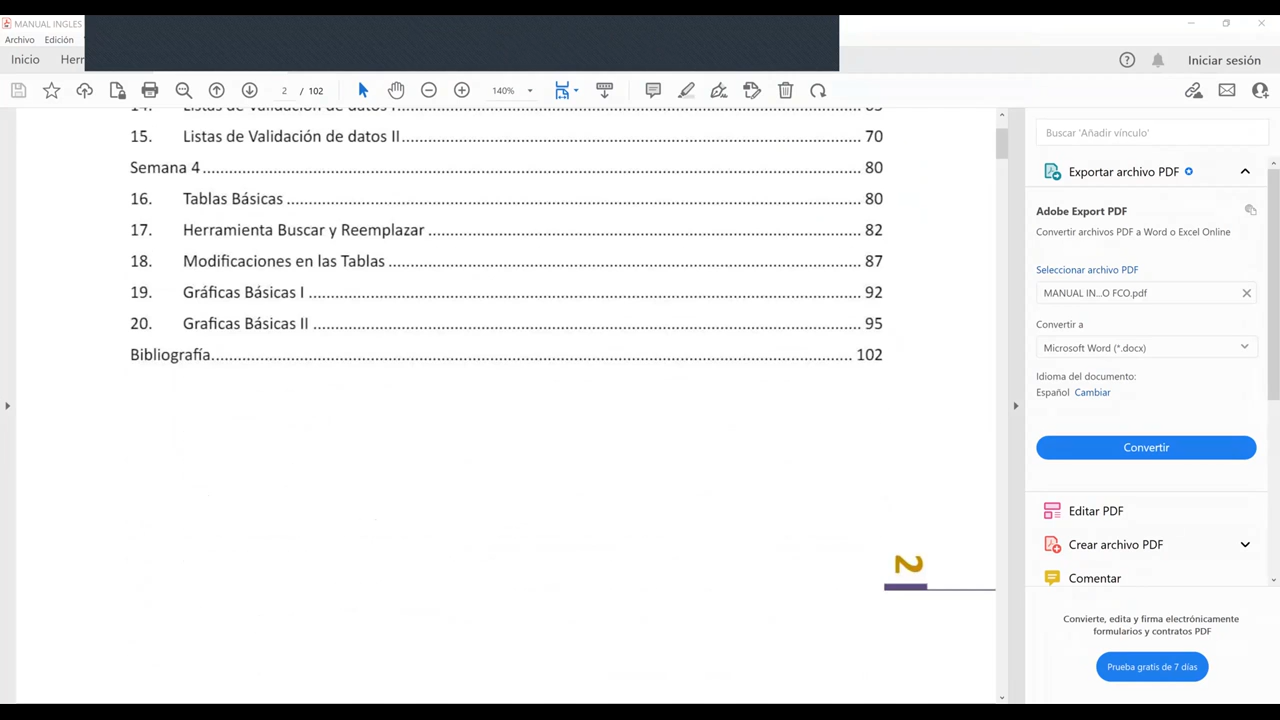 MANUAL INGLES
Archivo Edición
Inicio Herr
Iniciar sesión
2 / 102
140%
14. Listas de Validación de datos I 65
15. Listas de Validación de datos II 70
Semana 4 80
16. Tablas Básicas 80
17. Herramienta Buscar y Reemplazar 82
18. Modificaciones en las Tablas 87
19. Gráficas Básicas I 92
20. Graficas Básicas II 95
Bibliografía 102
2
Buscar 'Añadir vínculo'
Exportar archivo PDF
Adobe Export PDF
Convertir archivos PDF a Word o Excel Online
Seleccionar archivo PDF
MANUAL IN...O FCO.pdf
Convertir a
Microsoft Word (*.docx)
Idioma del documento:
Español Cambiar
Convertir
Editar PDF
Crear archivo PDF
Comentar
Convierte, edita y firma electrónicamente
formularios y contratos PDF
Prueba gratis de 7 días